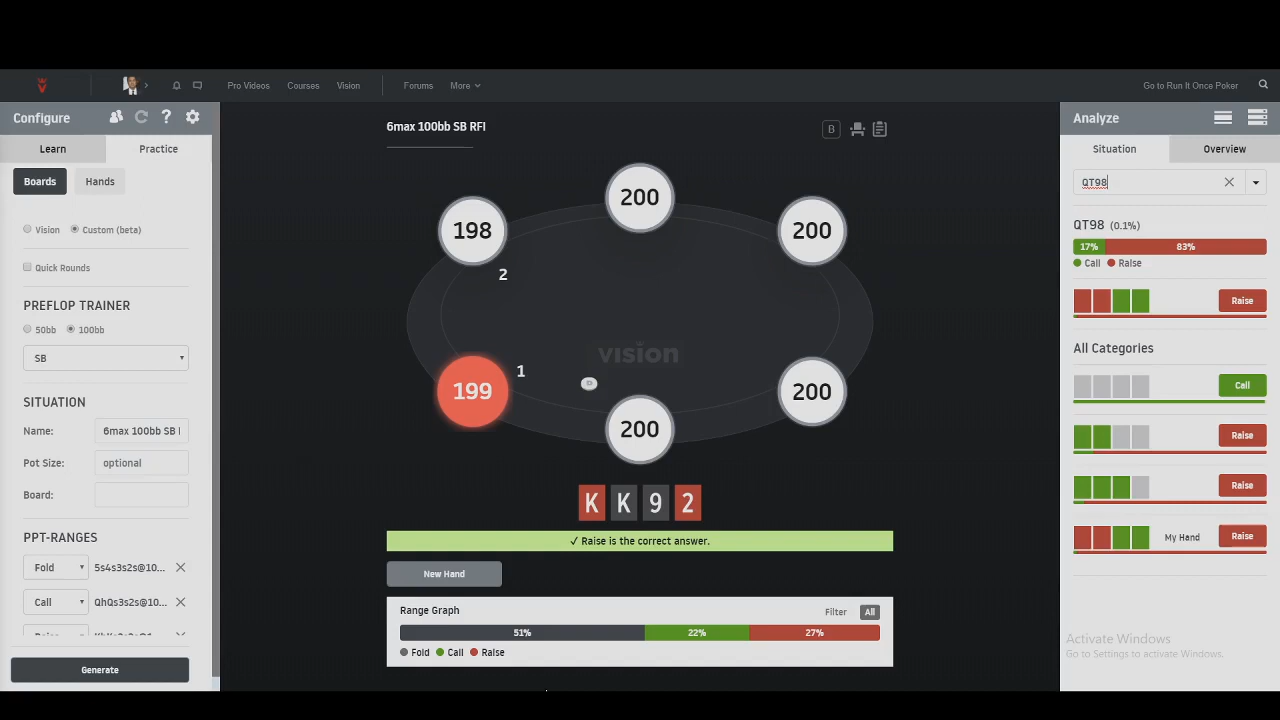 Pro Videos Courses Vision Forums More Go to Run It Once Poker
Configure ?
Learn Practice
Boards Hands
Vision Custom (beta)
Quick Rounds
PREFLOP TRAINER
50bb 100bb
SB
SITUATION
Name: 6max 100bb SB I
Pot Size: optional
Board:
PPT-RANGES
Fold 5s4s3s2s@10...
Call QhQs3s2s@10...
Generate
6max 100bb SB RFI
B
200
198 200
2
vision
1
199 D 200
200
K K 9 2
✓ Raise is the correct answer.
New Hand
Range Graph Filter All
51% 22% 27%
Fold Call Raise
Analyze
Situation Overview
QT98
QT98 (0.1%)
17% 83%
Call Raise
Raise
All Categories
Call
Raise
Raise
My Hand Raise
Activate Windows
Go to Settings to activate Windows.